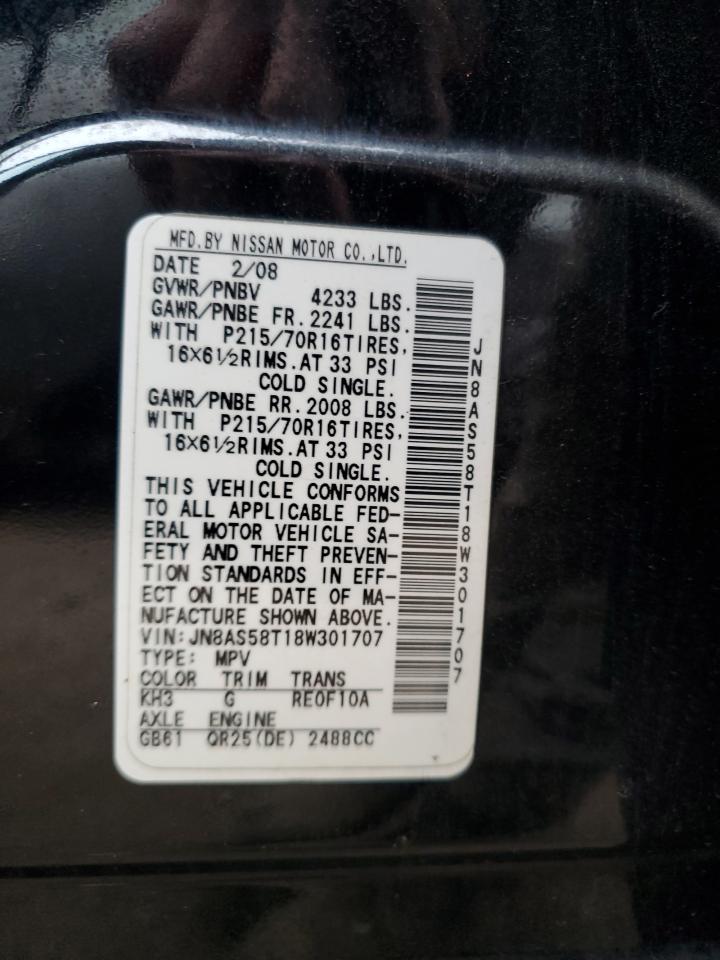 MFD.BY NISSAN MOTOR CO.,LTD.
DATE 2/08
GVWR/PNBV 4233 LBS.
GAWR/PNBE FR. 2241 LBS.
WITH P215/70R16TIRES,
16X6½RIMS.AT 33 PSI
COLD SINGLE.
GAWR/PNBE RR. 2008 LBS.
WITH P215/70R16TIRES,
16X6½RIMS.AT 33 PSI
COLD SINGLE.
THIS VEHICLE CONFORMS
TO ALL APPLICABLE FED-
ERAL MOTOR VEHICLE SA-
FETY AND THEFT PREVEN-
TION STANDARDS IN EFF-
ECT ON THE DATE OF MA-
NUFACTURE SHOWN ABOVE.
VIN:JN8AS58T18W301707
TYPE: MPV
COLOR TRIM TRANS
KH3 G RE0F10A
AXLE ENGINE
GB61 QR25(DE) 2488CC
JN8AS58T18W301707